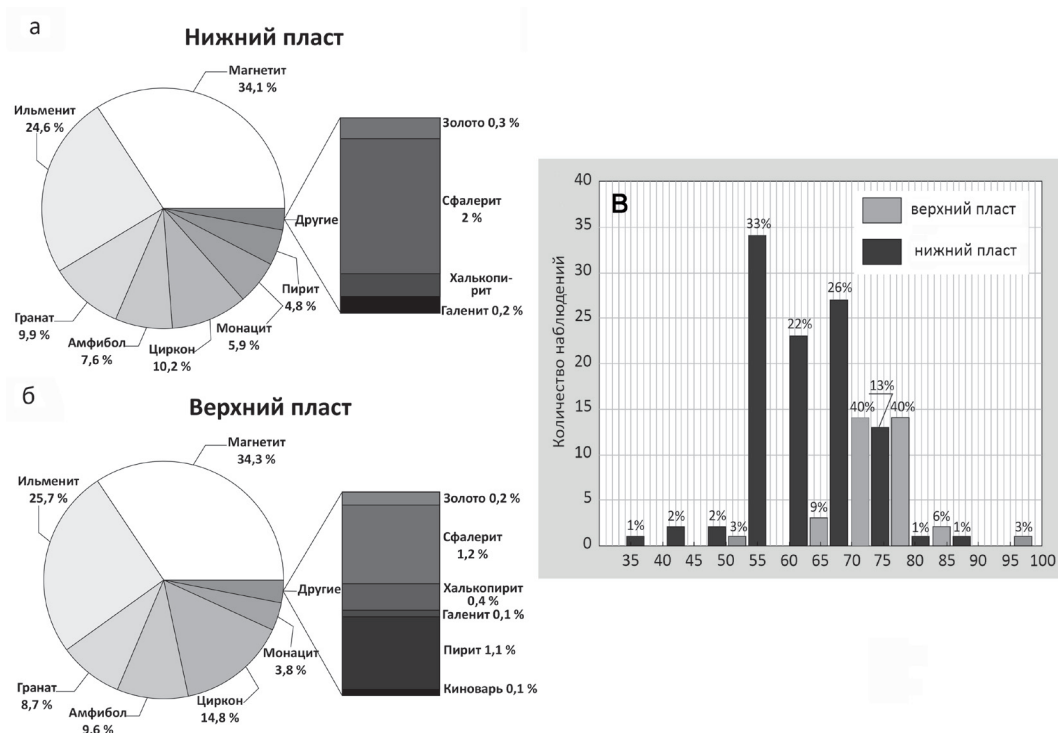 а
Нижний пласт
Магнетит
34,1 %
Ильменит
24,6 %
Гранат
9,9 %
Амфибол
7,6 %
Циркон
10,2 %
Монацит
5,9 %
Пирит
4,8 %
Другие
Золото 0,3 %
Сфалерит
2 %
Халькопи-
рит
Галенит 0,2 %
б
Верхний пласт
Магнетит
34,3 %
Ильменит
25,7 %
Гранат
8,7 %
Амфибол
9,6 %
Циркон
14,8 %
Монацит
3,8 %
Другие
Золото 0,2 %
Сфалерит
1,2 %
Халькопирит
0,4 %
Галенит 0,1 %
Пирит 1,1 %
Киноварь 0,1 %
В
верхний пласт
нижний пласт
Количество наблюдений
40
35
30
25
20
15
10
5
0
1%
2%
2%
3%
33%
22%
9%
26%
40%
13%
40%
1%
6%
1%
3%
35 40 45 50 55 60 65 70 75 80 85 90 95 100